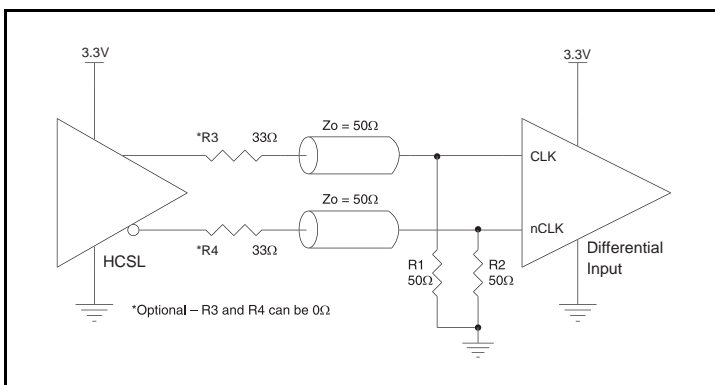 3.3V
3.3V
*R3 33Ω
Zo = 50Ω
CLK
Zo = 50Ω
nCLK
HCSL
*R4 33Ω
R1
50Ω
R2
50Ω
Differential
Input
*Optional – R3 and R4 can be 0Ω